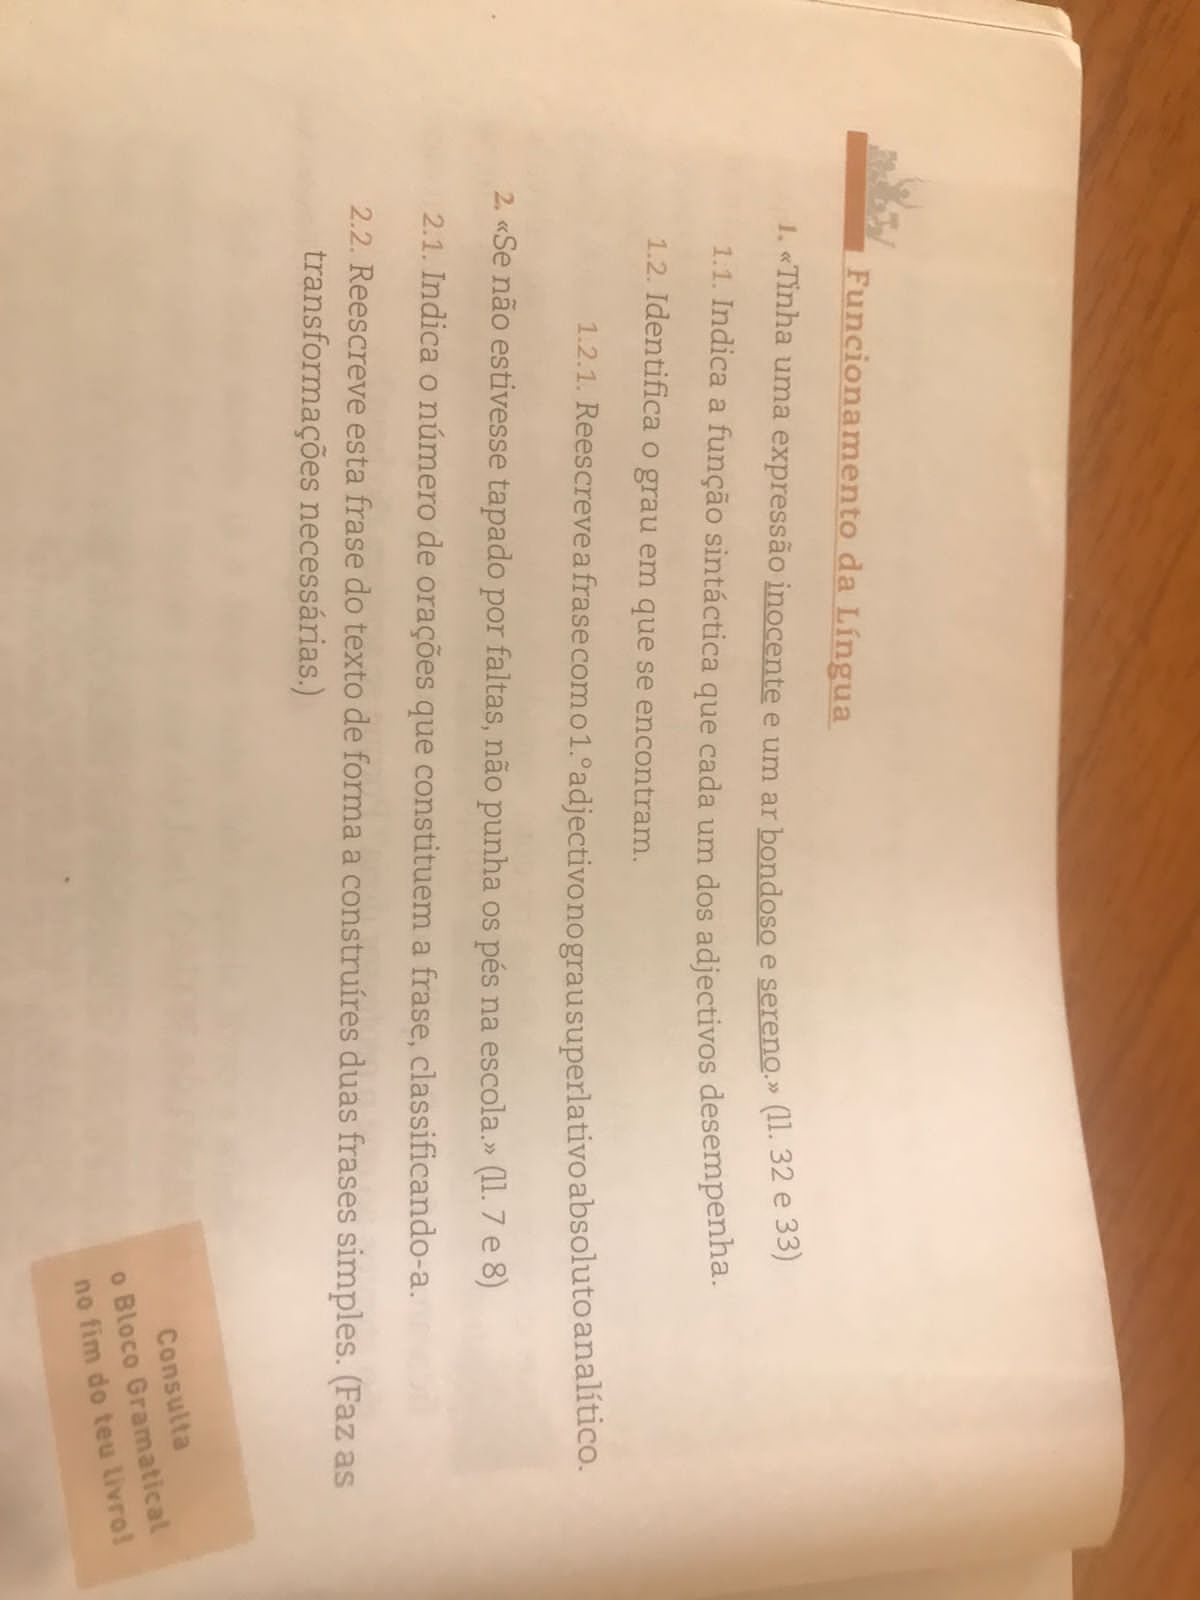 Funcionamento da Língua
1. «Tinha uma expressão inocente e um ar bondoso e sereno.» (ll. 32 e 33)
1.1. Indica a função sintáctica que cada um dos adjectivos desempenha.
1.2. Identifica o grau em que se encontram.
1.2.1. Reescreve a frase com o 1.º adjectivo no grau superlativo absoluto analítico.
2. «Se não estivesse tapado por faltas, não punha os pés na escola.» (ll. 7 e 8)
2.1. Indica o número de orações que constituem a frase, classificando-a.
2.2. Reescreve esta frase do texto de forma a construíres duas frases simples. (Faz as
transformações necessárias.)
Consulta
o Bloco Gramatical
no fim do teu livro!